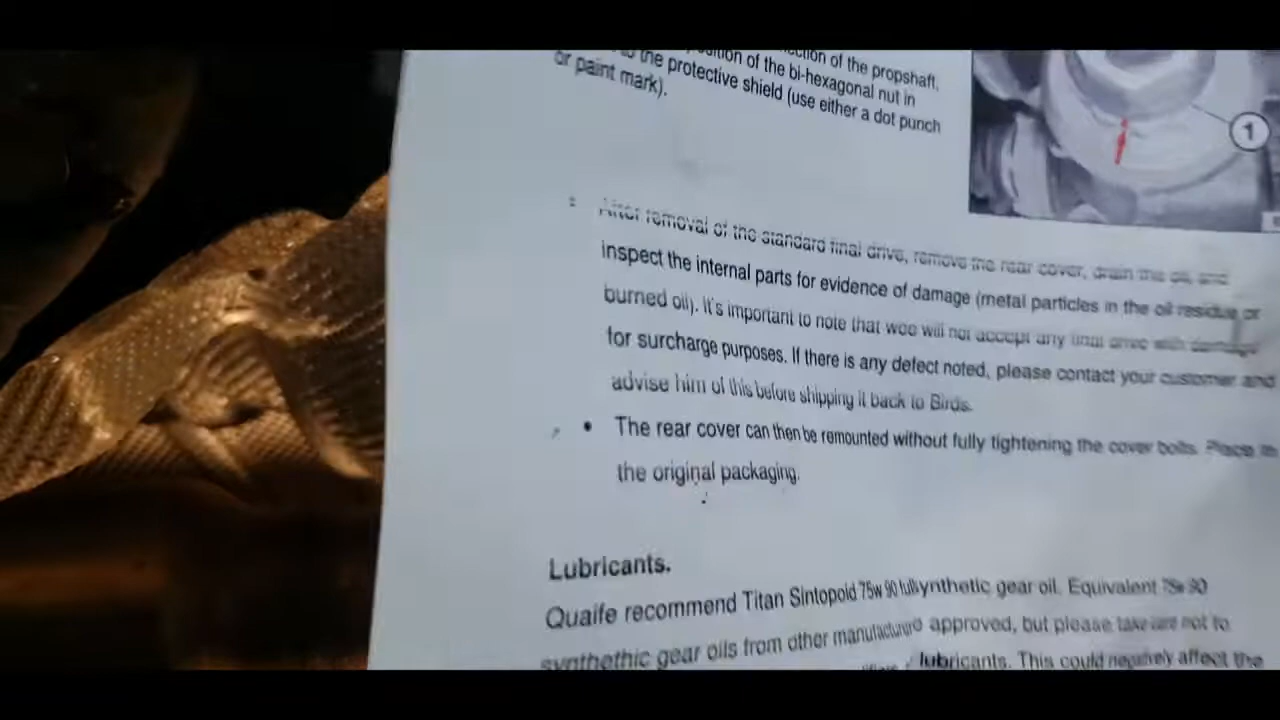 ection of the propshaft.
position of the bi-hexagonal nut in
to the protective shield (use either a dot punch
or paint mark).
1
After removal of the standard final drive, remove the rear cover, drain the oil, and
inspect the internal parts for evidence of damage (metal particles in the oil residue or
burned oil). It's important to note that woo will not accept any final drive with damage
for surcharge purposes. If there is any defect noted, please contact your customer and
advise him of this before shipping it back to Birds.
• The rear cover can then be remounted without fully tightening the cover bolts. Place in
the original packaging.
Lubricants.
Quaife recommend Titan Sintopoid 75w 90 fullsynthetic gear oil. Equivalent 75w 90
synthethic gear oils from other manufacturers approved, but please take care not to
lubricants. This could negatively affect the